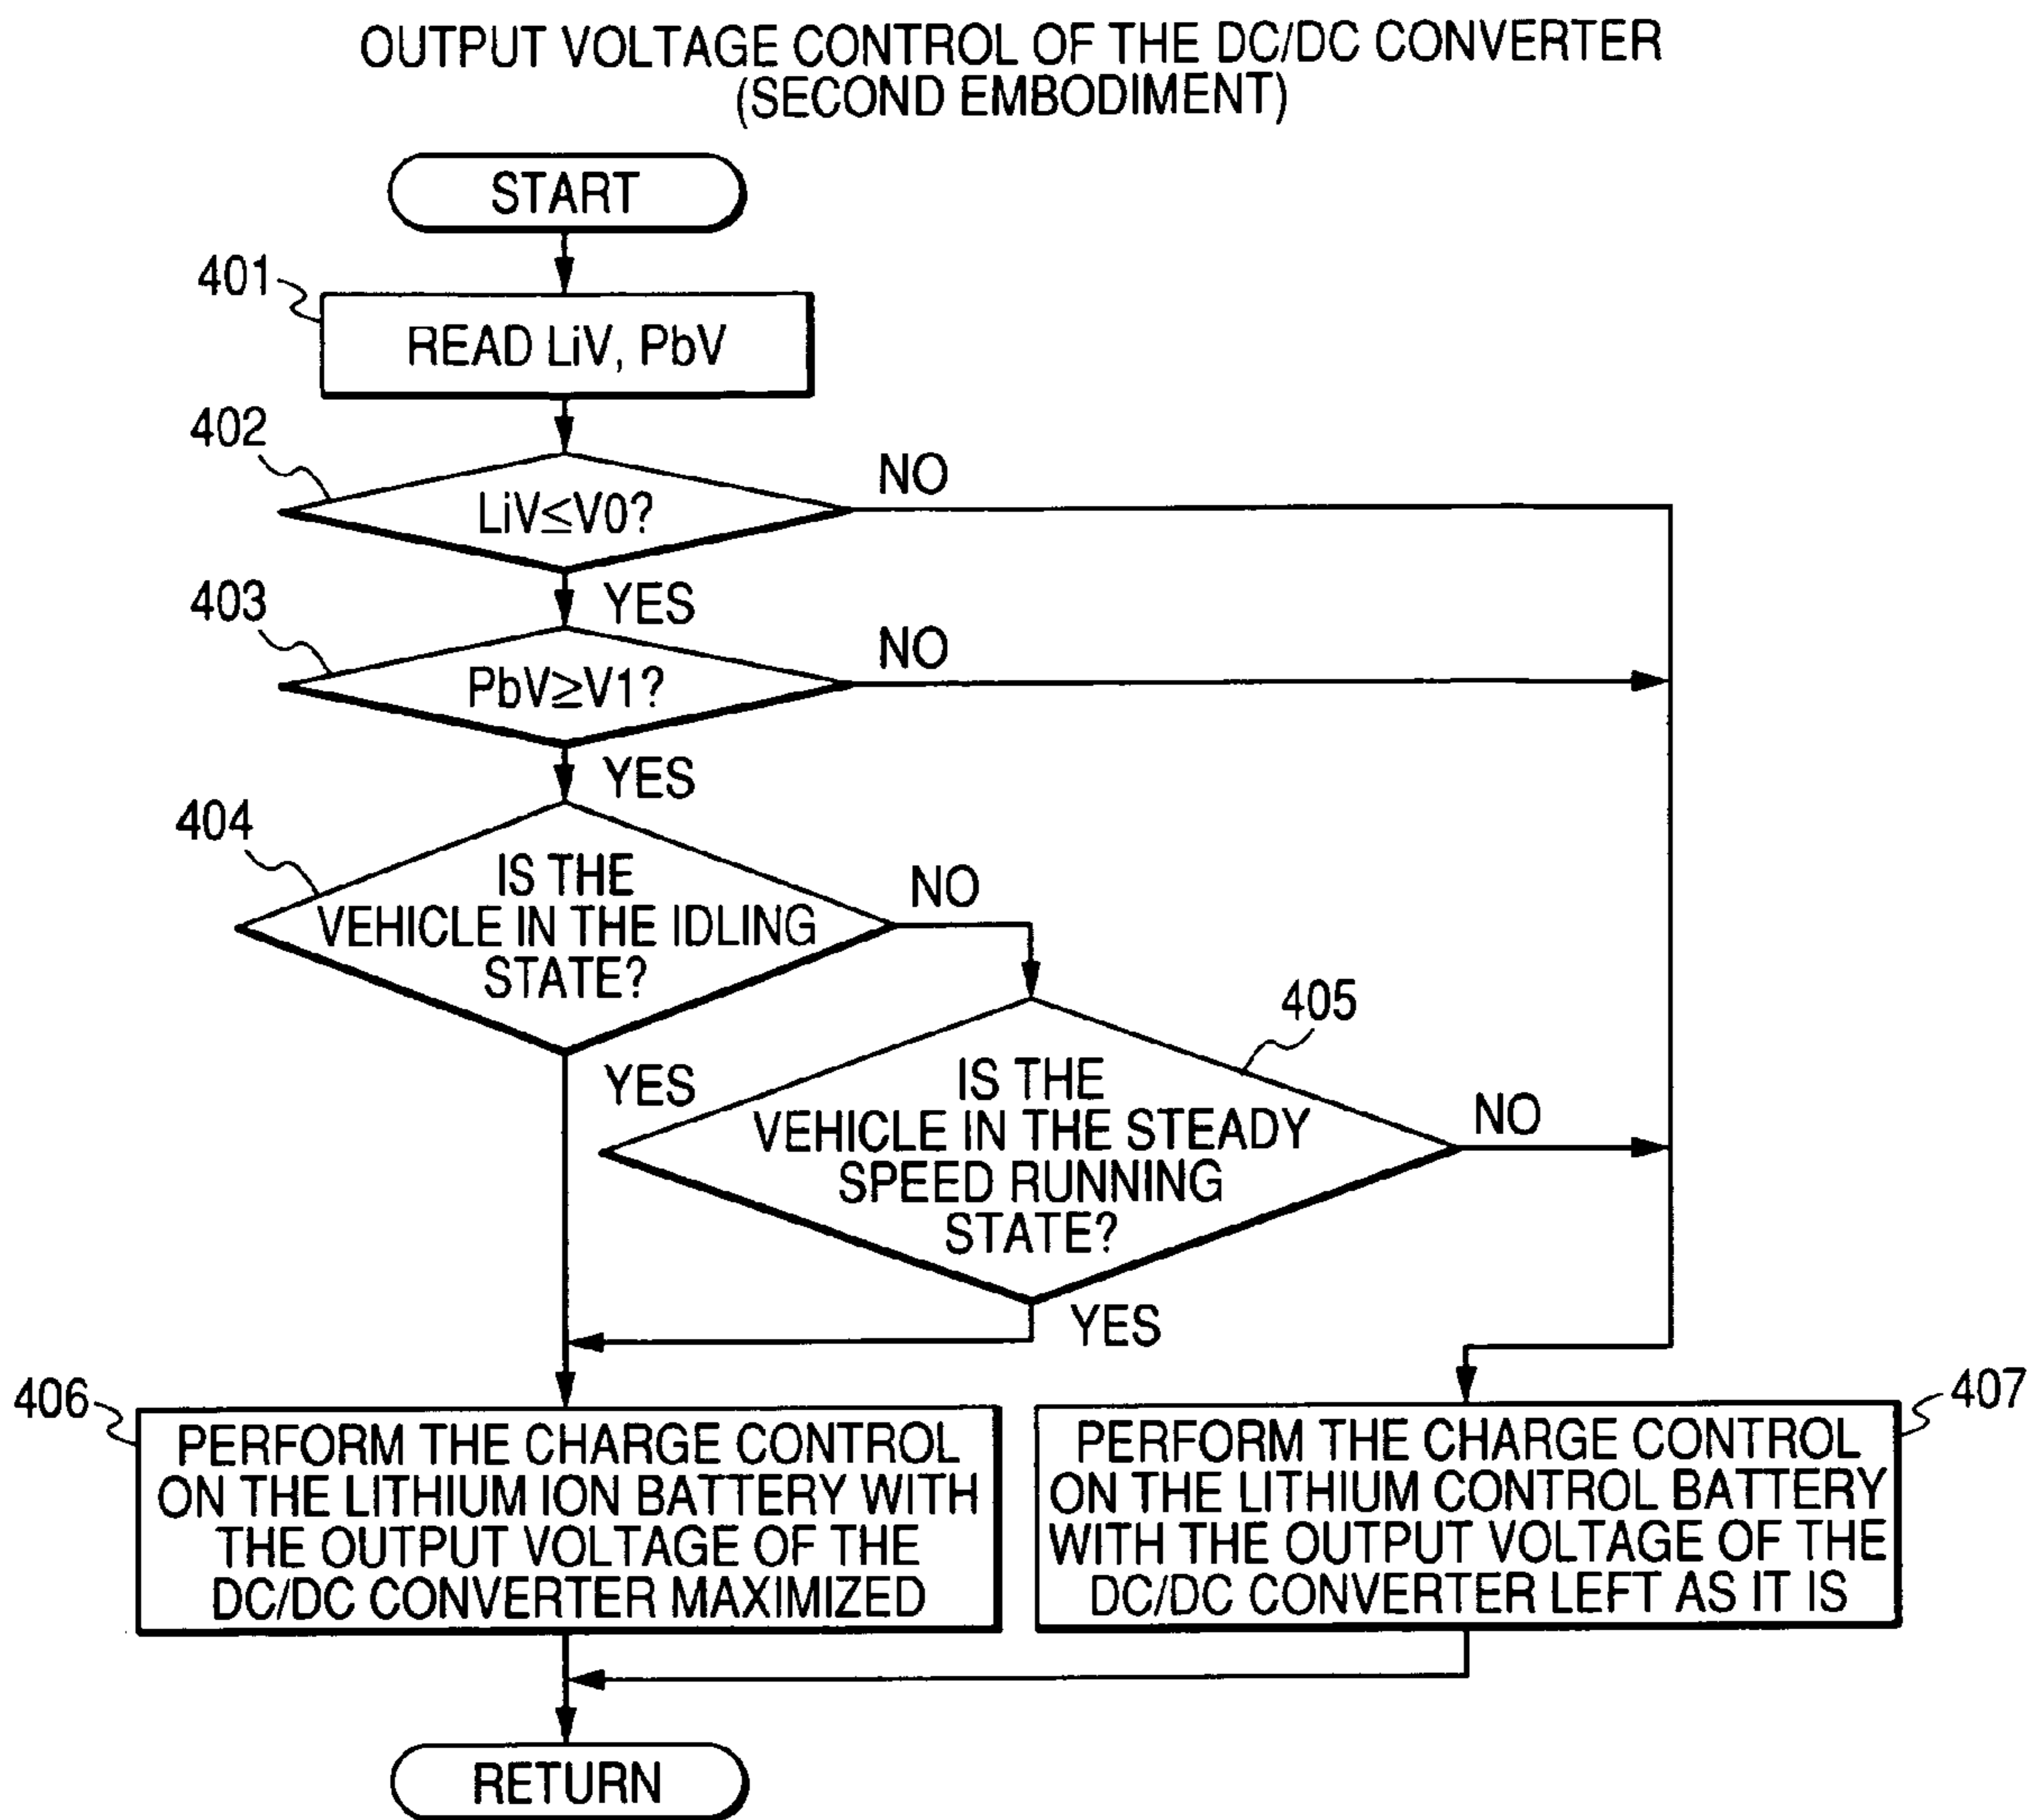 OUTPUT VOLTAGE CONTROL OF THE DC/DC CONVERTER
(SECOND EMBODIMENT)
START
401
READ LiV, PbV
402
LiV≤V0?
NO
YES
403
PbV≥V1?
NO
YES
404
IS THE
VEHICLE IN THE IDLING
STATE?
NO
YES
405
IS THE
VEHICLE IN THE STEADY
SPEED RUNNING
STATE?
NO
YES
406
PERFORM THE CHARGE CONTROL
ON THE LITHIUM ION BATTERY WITH
THE OUTPUT VOLTAGE OF THE
DC/DC CONVERTER MAXIMIZED
407
PERFORM THE CHARGE CONTROL
ON THE LITHIUM CONTROL BATTERY
WITH THE OUTPUT VOLTAGE OF THE
DC/DC CONVERTER LEFT AS IT IS
RETURN